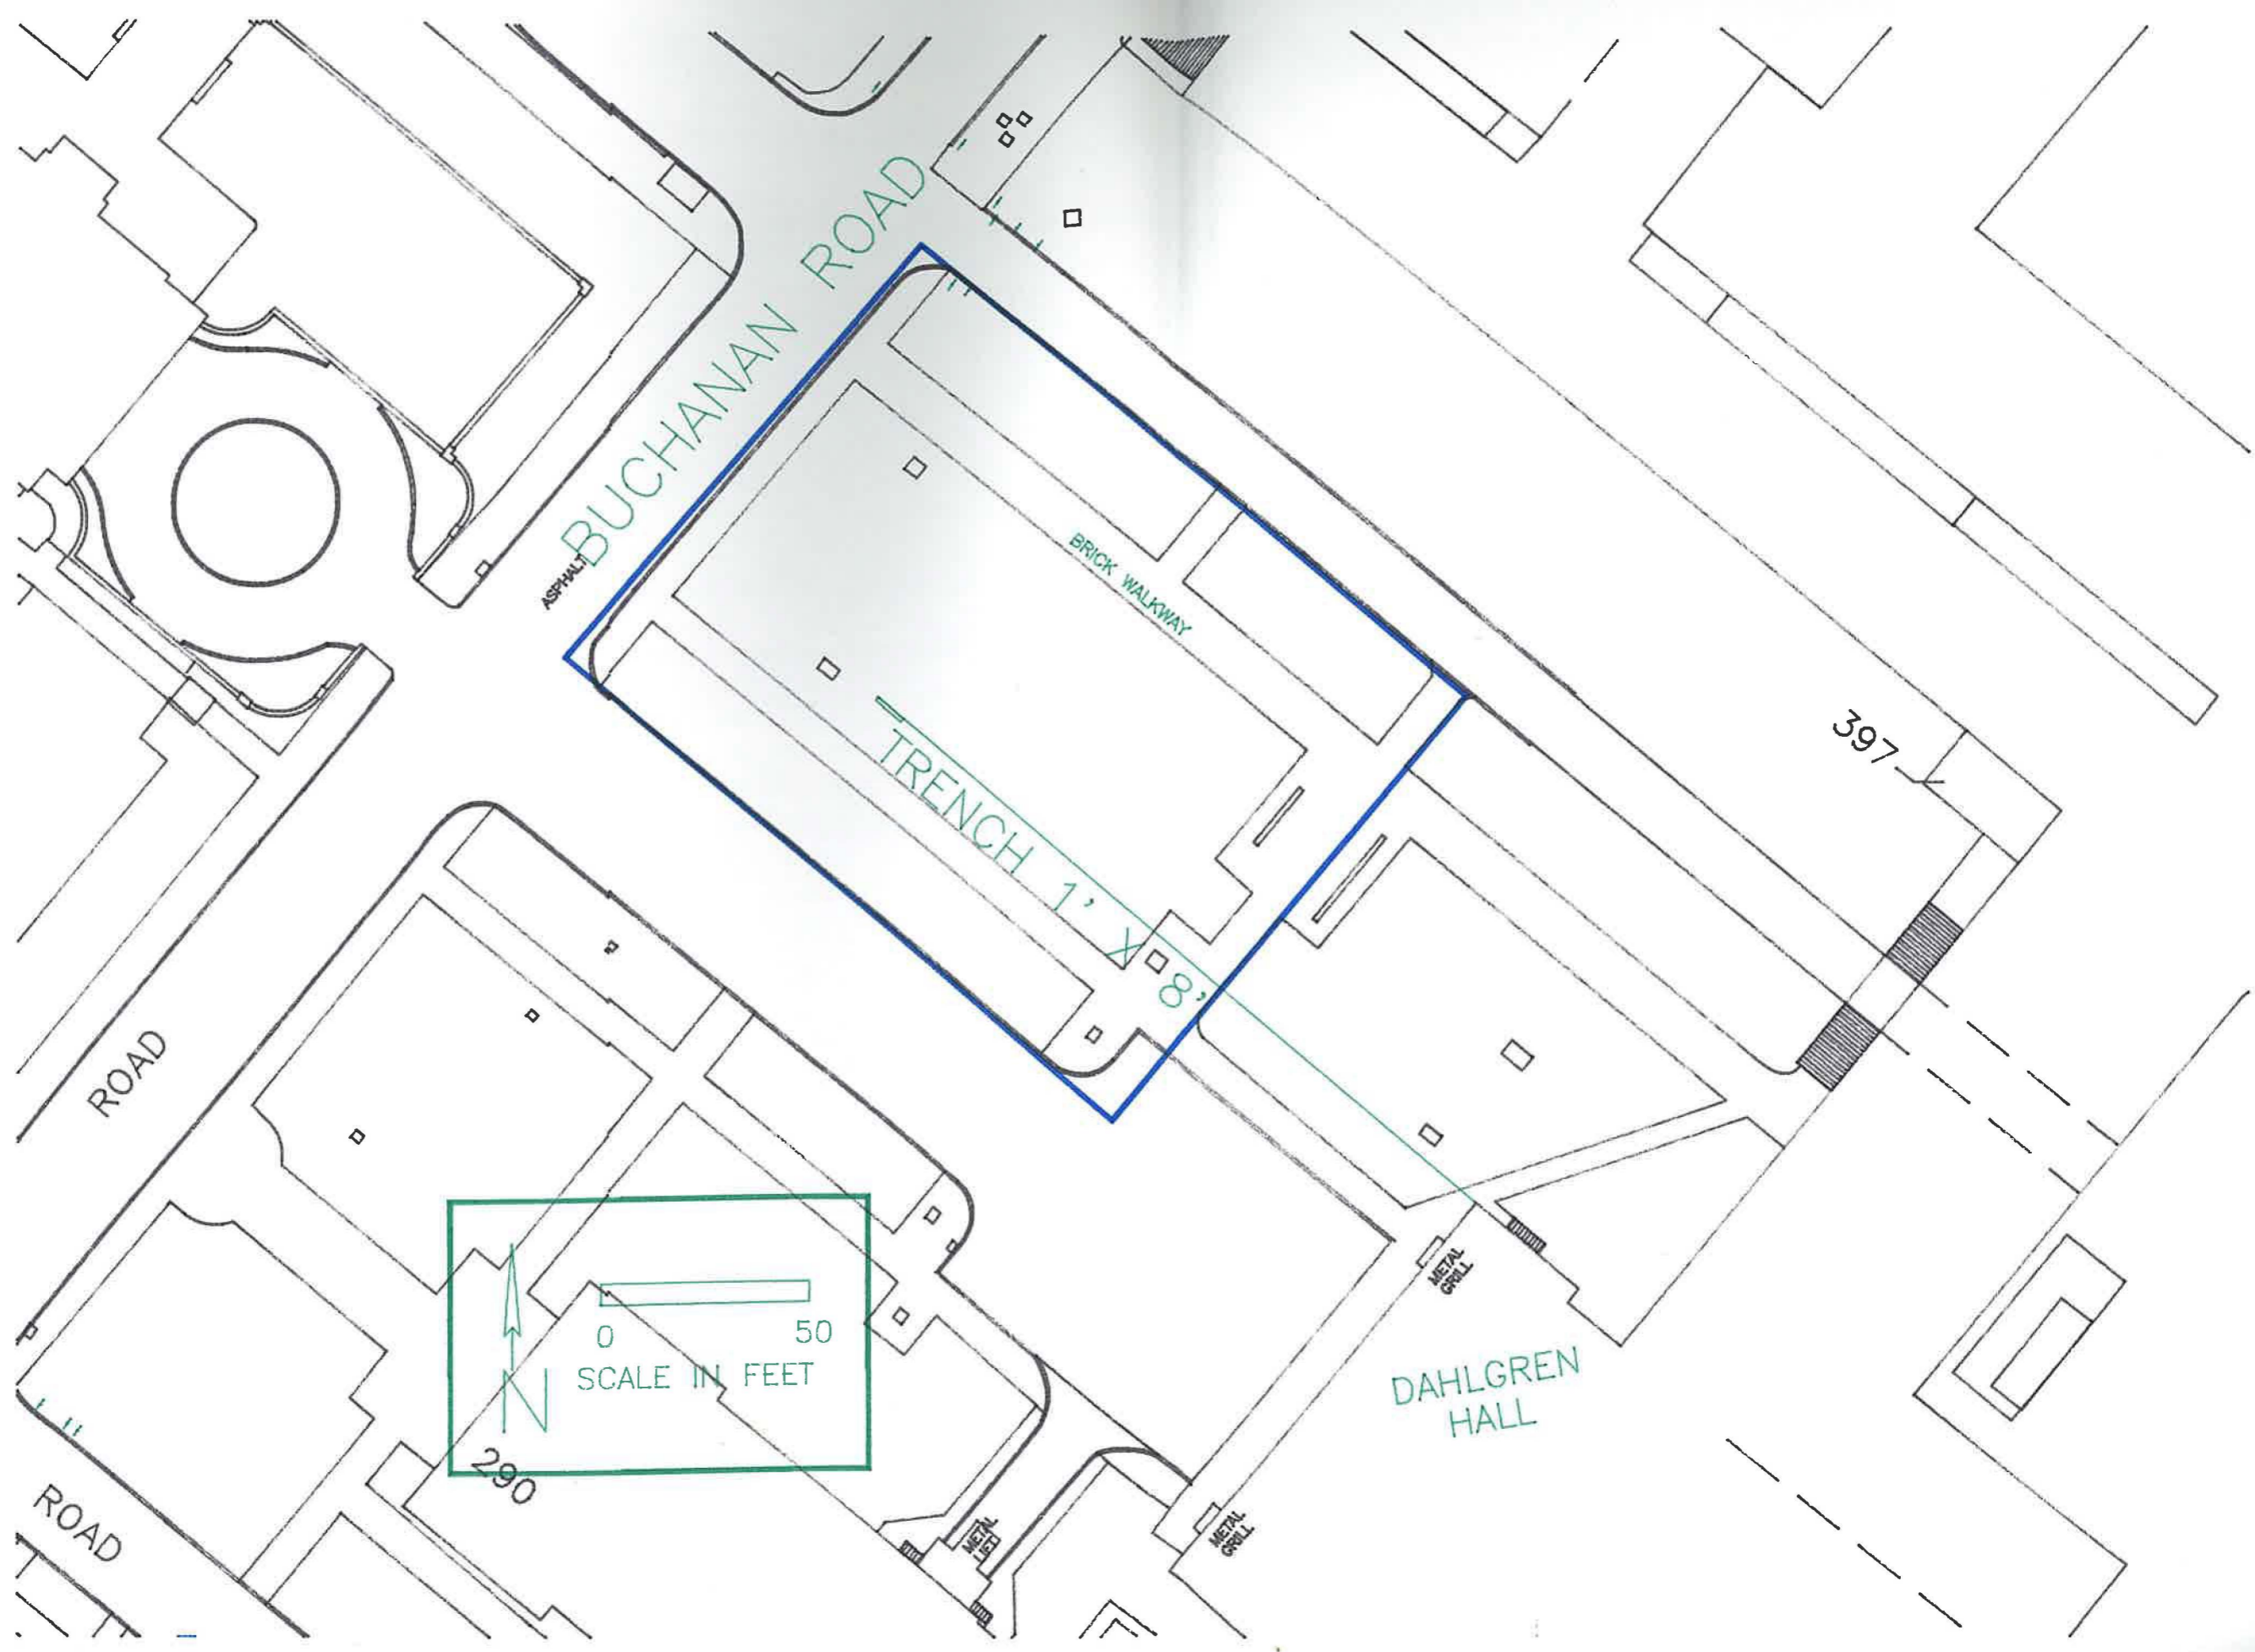 BUCHANAN ROAD
ASPHALT
BRICK WALKWAY
TRENCH 1' X 8'
397
ROAD
0 50
SCALE IN FEET
N
290
ROAD
METAL
GRILL
DAHLGREN
HALL
METAL
GRILL
METAL